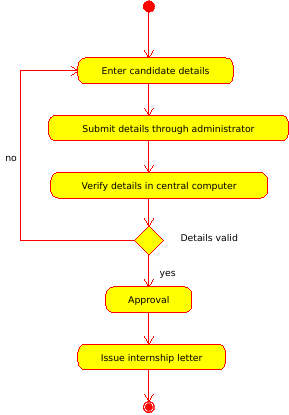 Enter candidate details
Submit details through administrator
no
Verify details in central computer
Details valid
yes
Approval
Issue internship letter